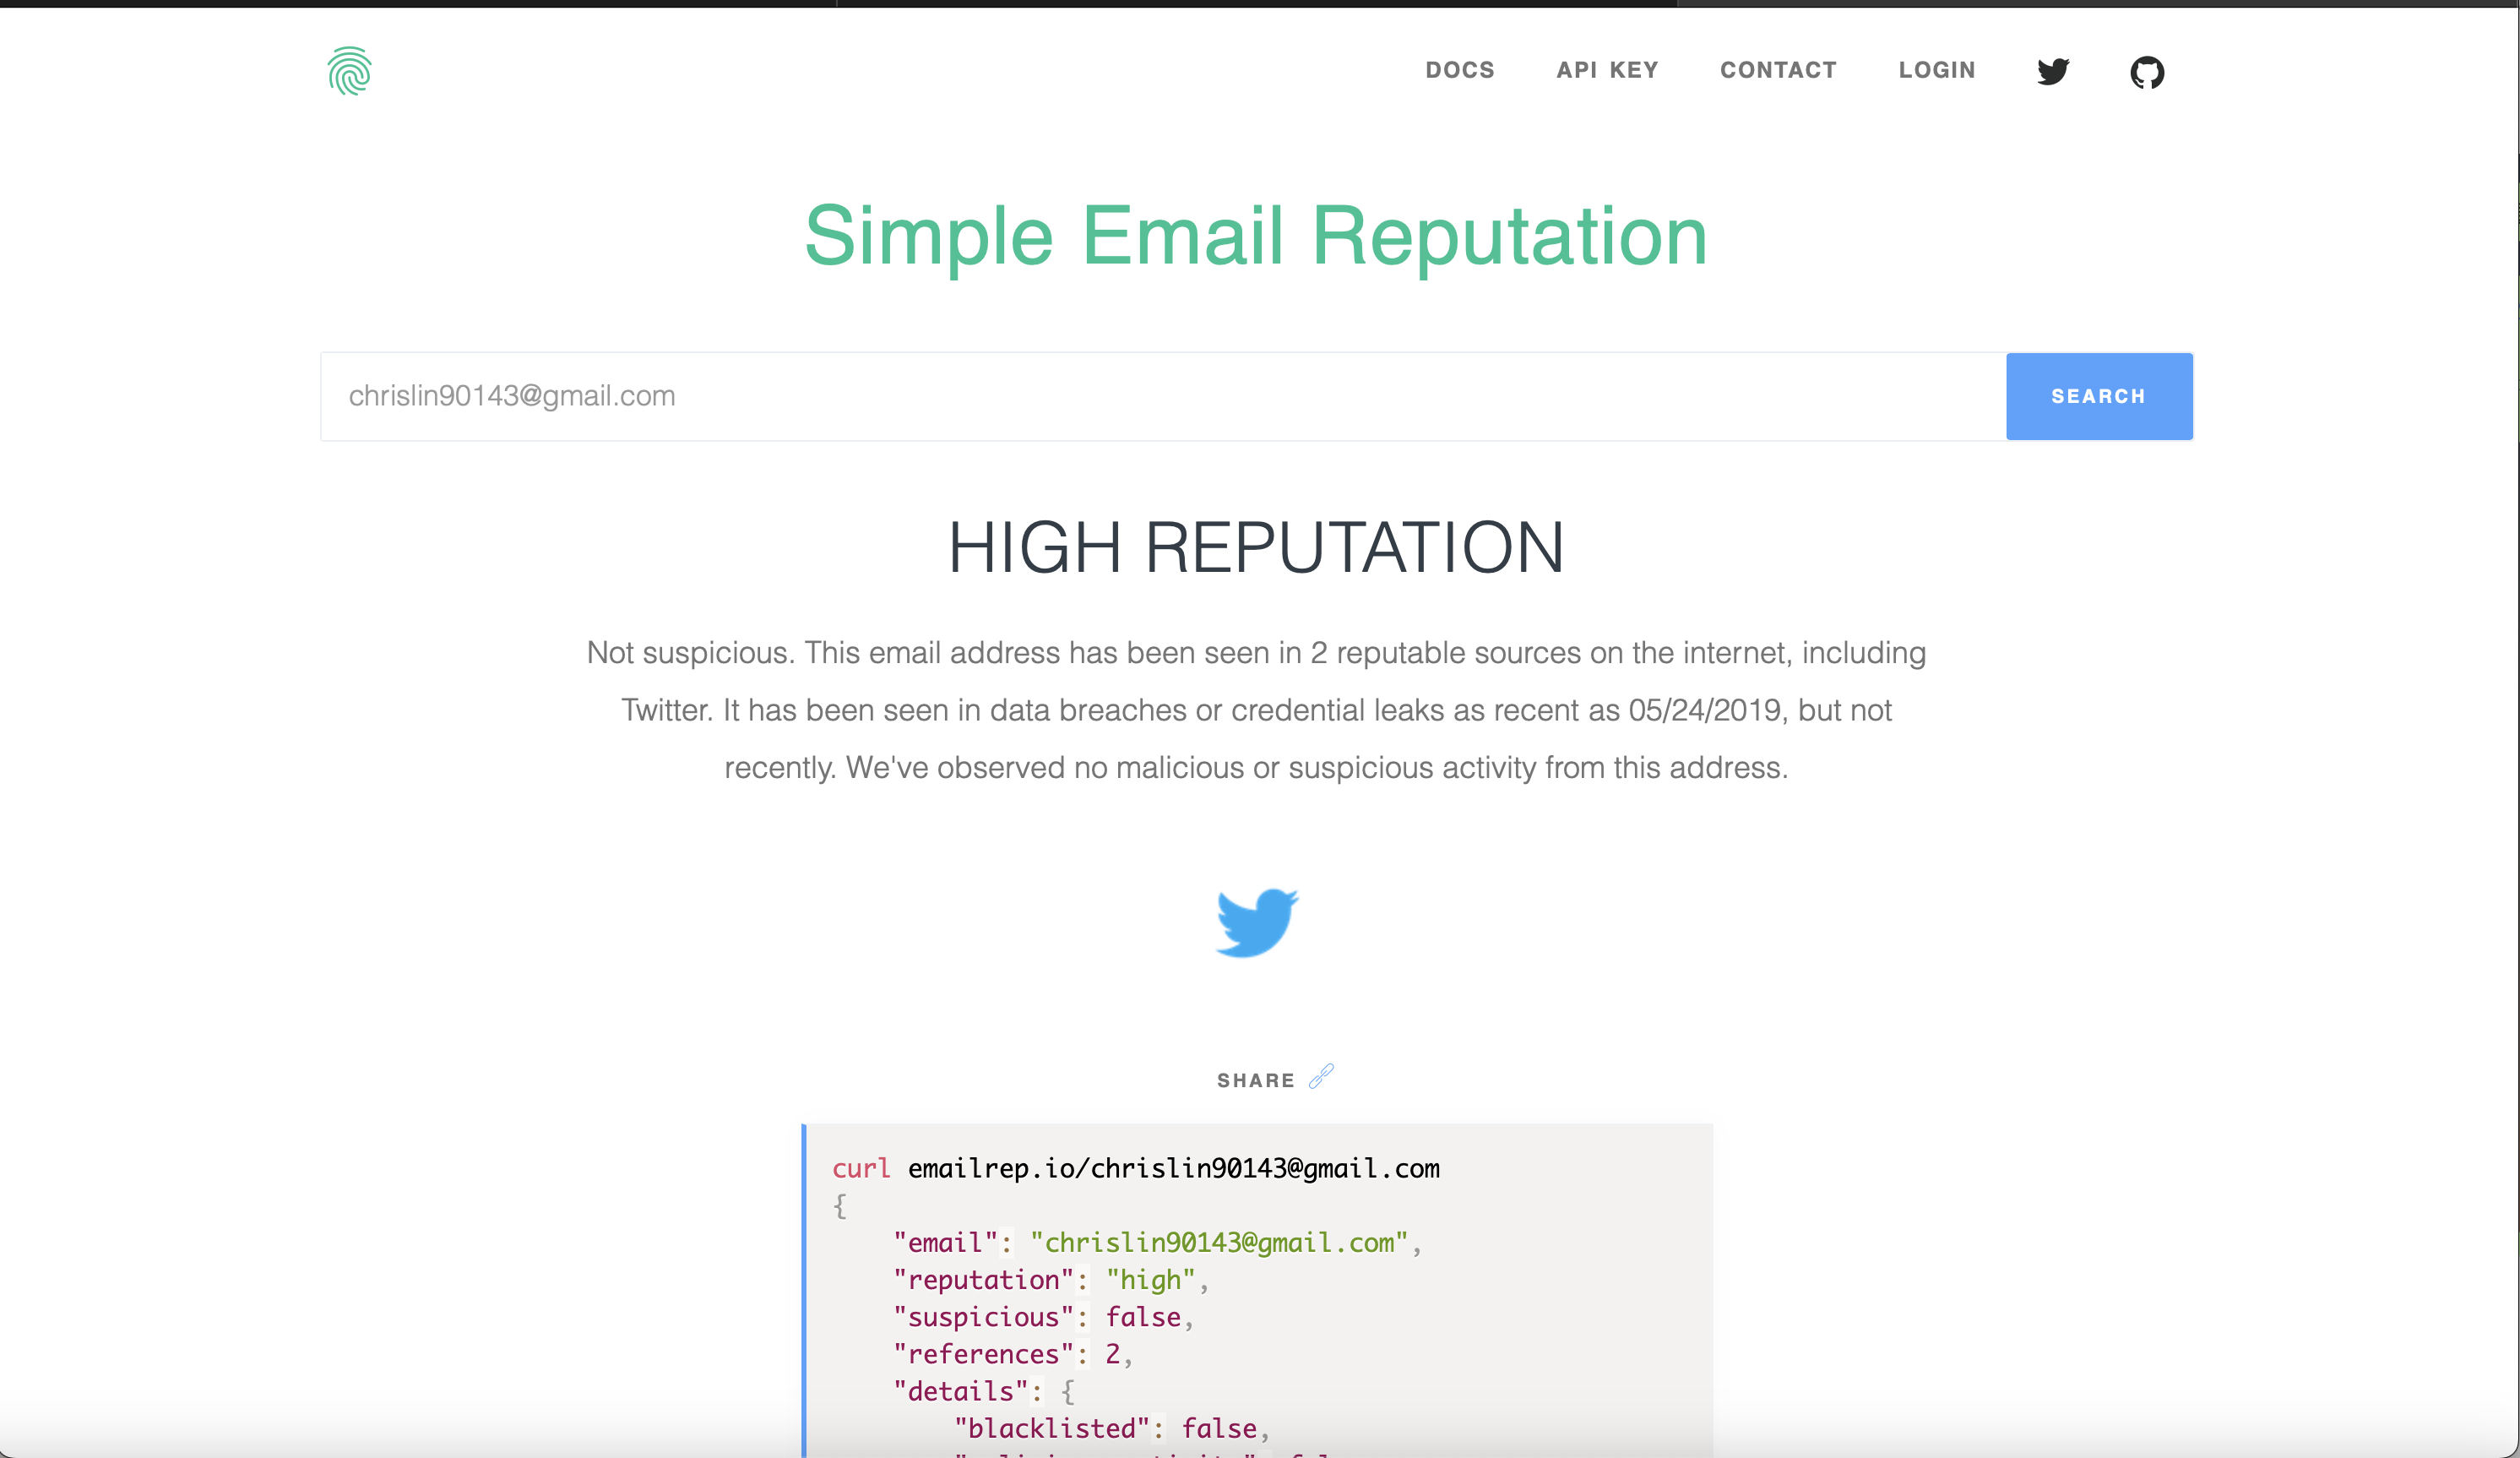 DOCS API KEY CONTACT LOGIN
Simple Email Reputation
chrislin90143@gmail.com
SEARCH
HIGH REPUTATION
Not suspicious. This email address has been seen in 2 reputable sources on the internet, including
Twitter. It has been seen in data breaches or credential leaks as recent as 05/24/2019, but not
recently. We've observed no malicious or suspicious activity from this address.
SHARE
curl emailrep.io/chrislin90143@gmail.com
{
"email": "chrislin90143@gmail.com",
"reputation": "high",
"suspicious": false,
"references": 2,
"details": {
"blacklisted": false,